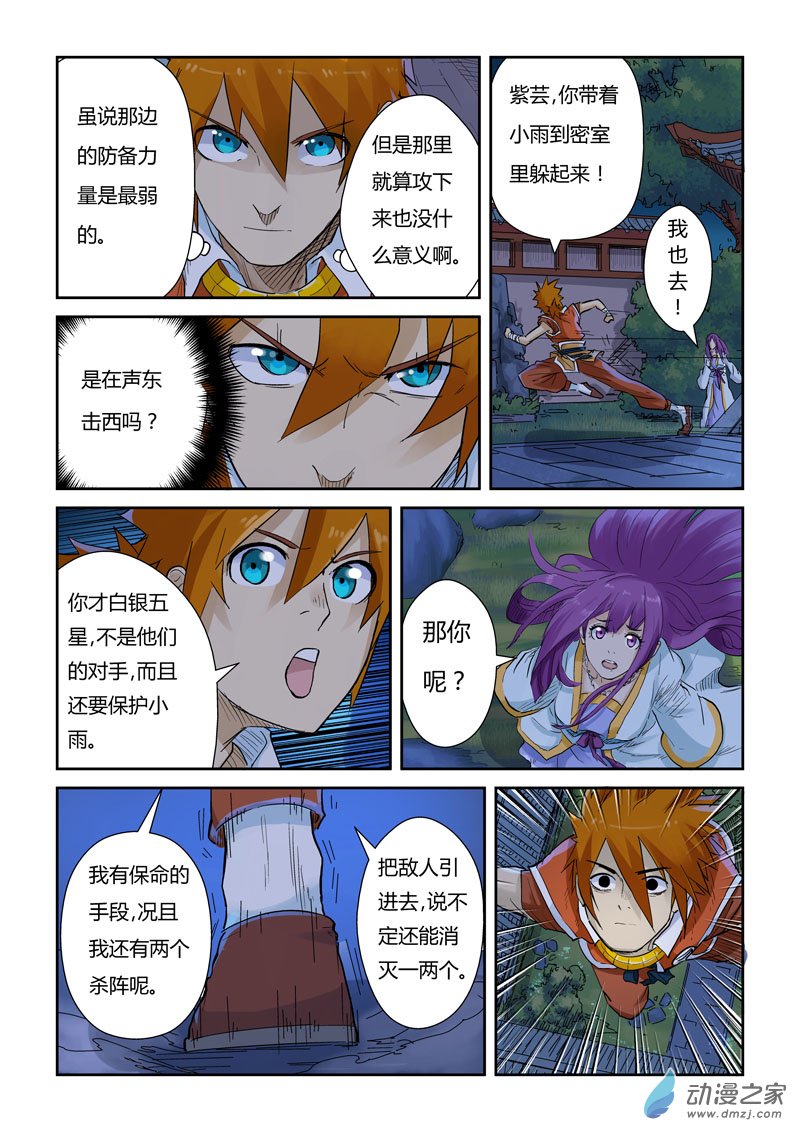 虽说那边
的防备力
量是最弱
的。
但是那里
就算攻下
来也没什
么意义啊。
是在声东
击西吗？
紫芸，你带着
小雨到密室
里躲起来！
我
也
去
！
你才白银五
星，不是他们
的对手，而且
还要保护小
雨。
那你
呢？
我有保命的
手段，况且
我还有两个
杀阵呢。
把敌人引
进去，说不
定还能消
灭一两个。
动漫之家
www.dmzj.com